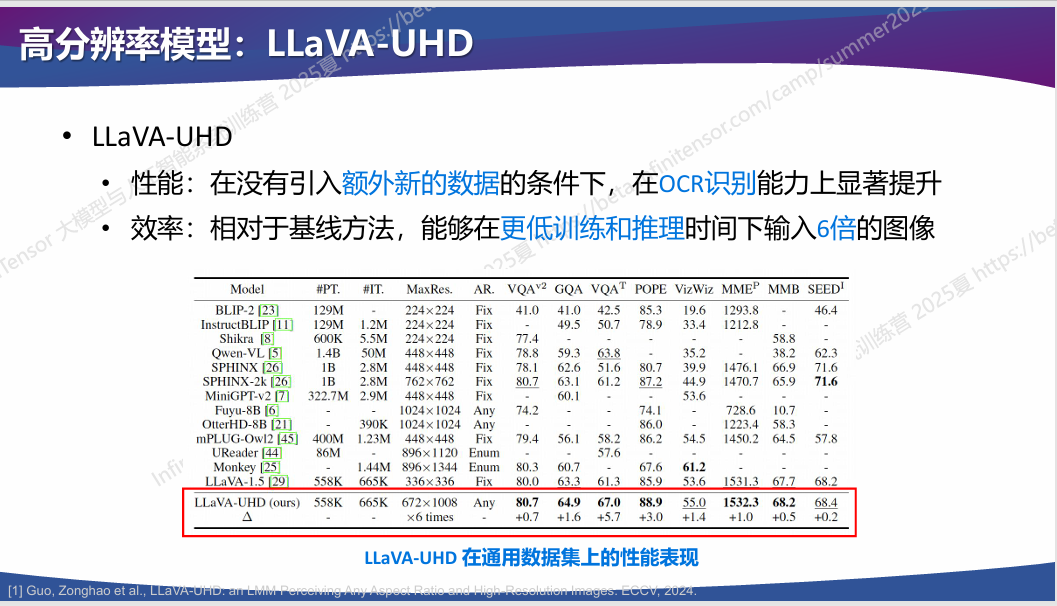 高分辨率模型：LLaVA-UHD
• LLaVA-UHD
• 性能：在没有引入额外新的数据的条件下，在OCR识别能力上显著提升
• 效率：相对于基线方法，能够在更低训练和推理时间下输入6倍的图像
Model #PT. #IT. MaxRes. AR. VQAv2 GQA VQAT POPE VizWiz MMEP MMB SEEDI
BLIP-2 [23] 129M - 224×224 Fix 41.0 41.0 42.5 85.3 19.6 1293.8 - 46.4
InstructBLIP [11] 129M 1.2M 224×224 Fix - 49.5 50.7 78.9 33.4 1212.8 - -
Shikra [8] 600K 5.5M 224×224 Fix 77.4 - - - - - 58.8 -
Qwen-VL [5] 1.4B 50M 448×448 Fix 78.8 59.3 63.8 - 35.2 - 38.2 62.3
SPHINX [26] 1B 2.8M 448×448 Fix 78.1 62.6 51.6 80.7 39.9 1476.1 66.9 71.6
SPHINX-2k [26] 1B 2.8M 762×762 Fix 80.7 63.1 61.2 87.2 44.9 1470.7 65.9 71.6
MiniGPT-v2 [7] 322.7M 2.9M 448×448 Fix - 60.1 - - 53.6 - - -
Fuyu-8B [6] - - 1024×1024 Any 74.2 - - 74.1 - 728.6 10.7 -
OtterHD-8B [21] - 390K 1024×1024 Any - - - 86.0 - 1223.4 58.3 -
mPLUG-Owl2 [45] 400M 1.23M 448×448 Fix 79.4 56.1 58.2 86.2 54.5 1450.2 64.5 57.8
UReader [44] 86M - 896×1120 Enum - - 57.6 - - - - -
Monkey [25] - 1.44M 896×1344 Enum 80.3 60.7 - 67.6 61.2 - - -
LLaVA-1.5 [29] 558K 665K 336×336 Fix 80.0 63.3 61.3 85.9 53.6 1531.3 67.7 68.2
LLaVA-UHD (ours) 558K 665K 672×1008 Any 80.7 64.9 67.0 88.9 55.0 1532.3 68.2 68.4
Δ - - ×6 times - +0.7 +1.6 +5.7 +3.0 +1.4 +1.0 +0.5 +0.2
LLaVA-UHD 在通用数据集上的性能表现
[1] Guo, Zonghao et al., LLaVA-UHD: an LMM Perceiving Any Aspect Ratio and High-Resolution Images. ECCV, 2024.